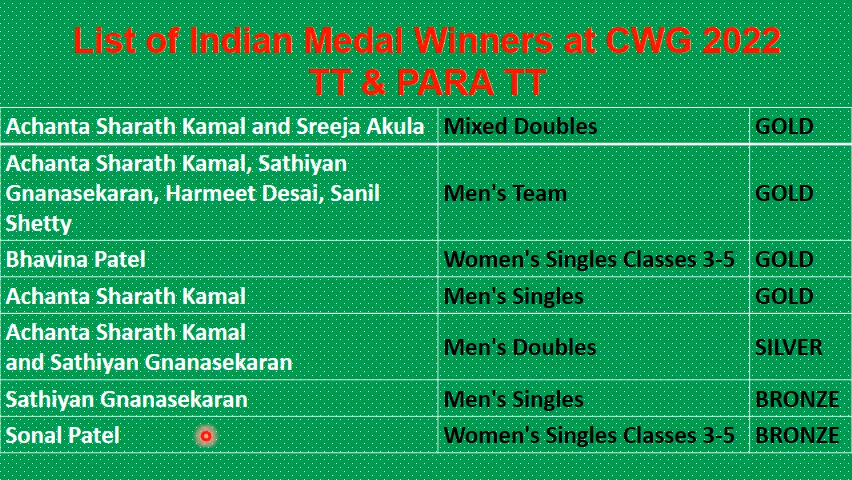 List of Indian Medal Winners at CWG 2022
TT & PARA TT
Achanta Sharath Kamal and Sreeja Akula Mixed Doubles GOLD
Achanta Sharath Kamal, Sathiyan
Gnanasekaran, Harmeet Desai, Sanil
Shetty
Men's Team GOLD
Bhavina Patel Women's Singles Classes 3-5 GOLD
Achanta Sharath Kamal Men's Singles GOLD
Achanta Sharath Kamal
and Sathiyan Gnanasekaran
Men's Doubles SILVER
Sathiyan Gnanasekaran Men's Singles BRONZE
Sonal Patel Women's Singles Classes 3-5 BRONZE